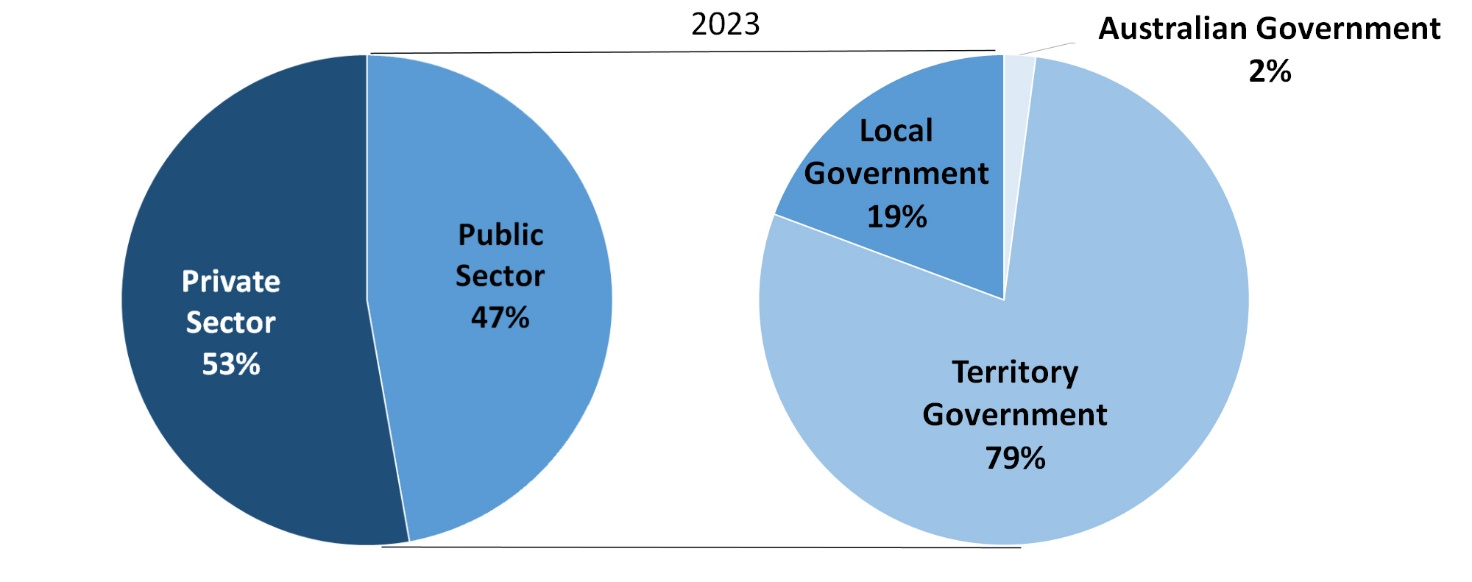 2023
Private
Sector
53%
Public
Sector
47%
Local
Government
19%
Australian Government
2%
Territory
Government
79%